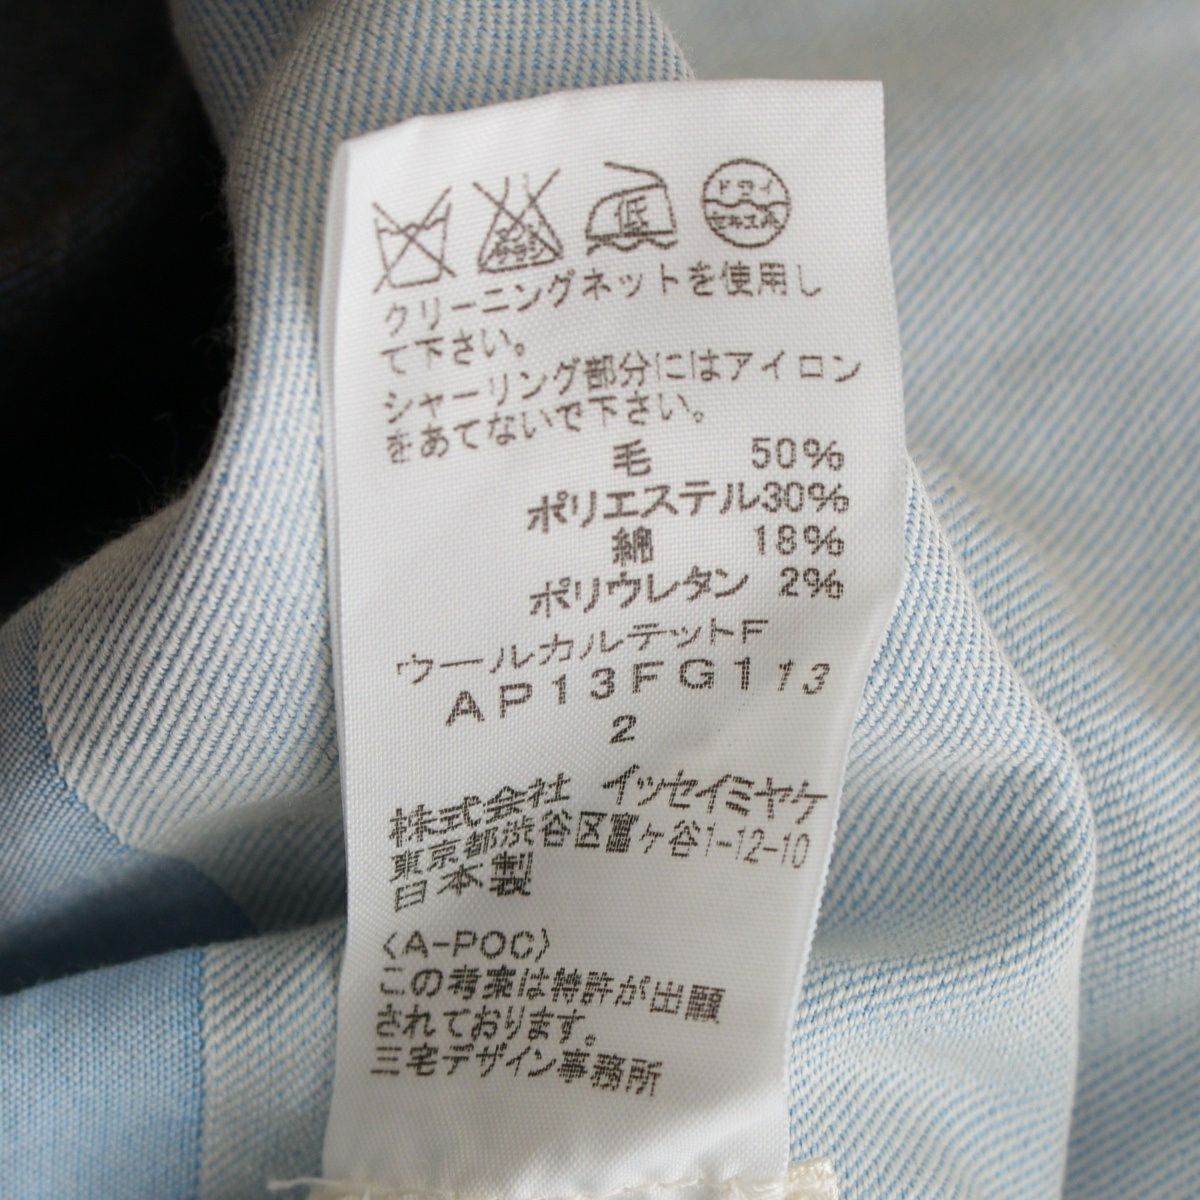 低
ドライ
セキユ系
クリーニングネットを使用し
て下さい。
シャーリング部分にはアイロン
をあてないで下さい。
毛 50%
ポリエステル30%
綿 18%
ポリウレタン 2%
ウールカルテットF
AP13FG113
2
株式会社 イッセイミヤケ
東京都渋谷区富ヶ谷1-12-10
日本製
〈A-POC〉
この考案は特許が出願
されております。
三宅デザイン事務所